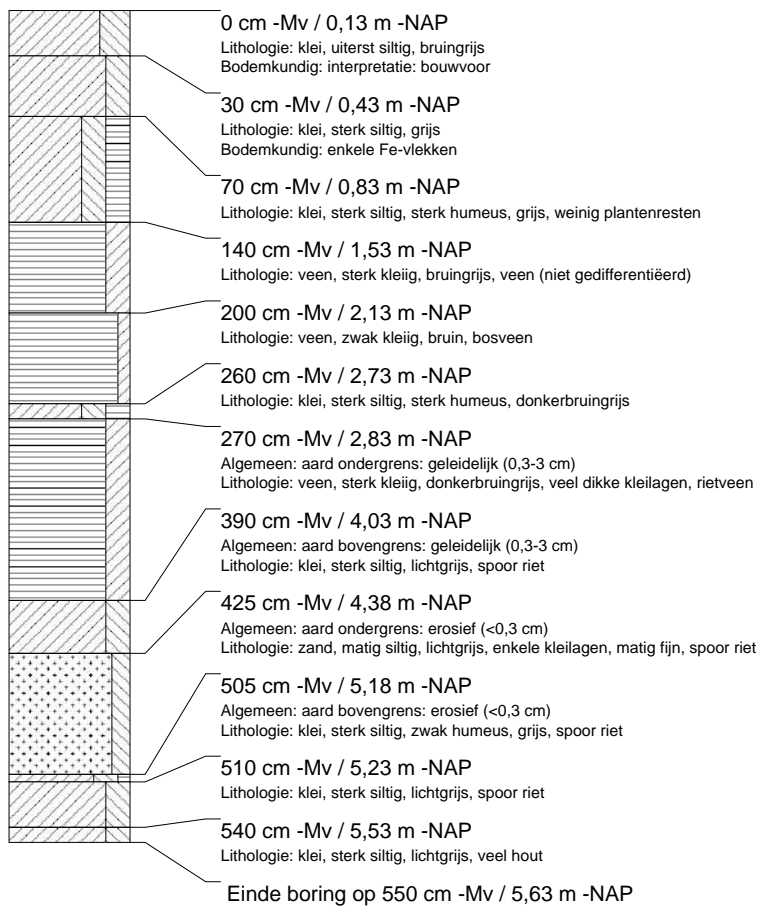 0 cm -Mv / 0,13 m -NAP
Lithologie: klei, uiterst siltig, bruingrijs
Bodemkundig: interpretatie: bouwvoor
30 cm -Mv / 0,43 m -NAP
Lithologie: klei, sterk siltig, grijs
Bodemkundig: enkele Fe-vlekken
70 cm -Mv / 0,83 m -NAP
Lithologie: klei, sterk siltig, sterk humeus, grijs, weinig plantenresten
140 cm -Mv / 1,53 m -NAP
Lithologie: veen, sterk kleiig, bruingrijs, veen (niet gedifferentiëerd)
200 cm -Mv / 2,13 m -NAP
Lithologie: veen, zwak kleiig, bruin, bosveen
260 cm -Mv / 2,73 m -NAP
Lithologie: klei, sterk siltig, sterk humeus, donkerbruingrijs
270 cm -Mv / 2,83 m -NAP
Algemeen: aard ondergrens: geleidelijk (0,3-3 cm)
Lithologie: veen, sterk kleiig, donkerbruingrijs, veel dikke kleilagen, rietveen
390 cm -Mv / 4,03 m -NAP
Algemeen: aard bovengrens: geleidelijk (0,3-3 cm)
Lithologie: klei, sterk siltig, lichtgrijs, spoor riet
425 cm -Mv / 4,38 m -NAP
Algemeen: aard ondergrens: erosief (<0,3 cm)
Lithologie: zand, matig siltig, lichtgrijs, enkele kleilagen, matig fijn, spoor riet
505 cm -Mv / 5,18 m -NAP
Algemeen: aard bovengrens: erosief (<0,3 cm)
Lithologie: klei, sterk siltig, zwak humeus, grijs, spoor riet
510 cm -Mv / 5,23 m -NAP
Lithologie: klei, sterk siltig, lichtgrijs, spoor riet
540 cm -Mv / 5,53 m -NAP
Lithologie: klei, sterk siltig, lichtgrijs, veel hout
Einde boring op 550 cm -Mv / 5,63 m -NAP